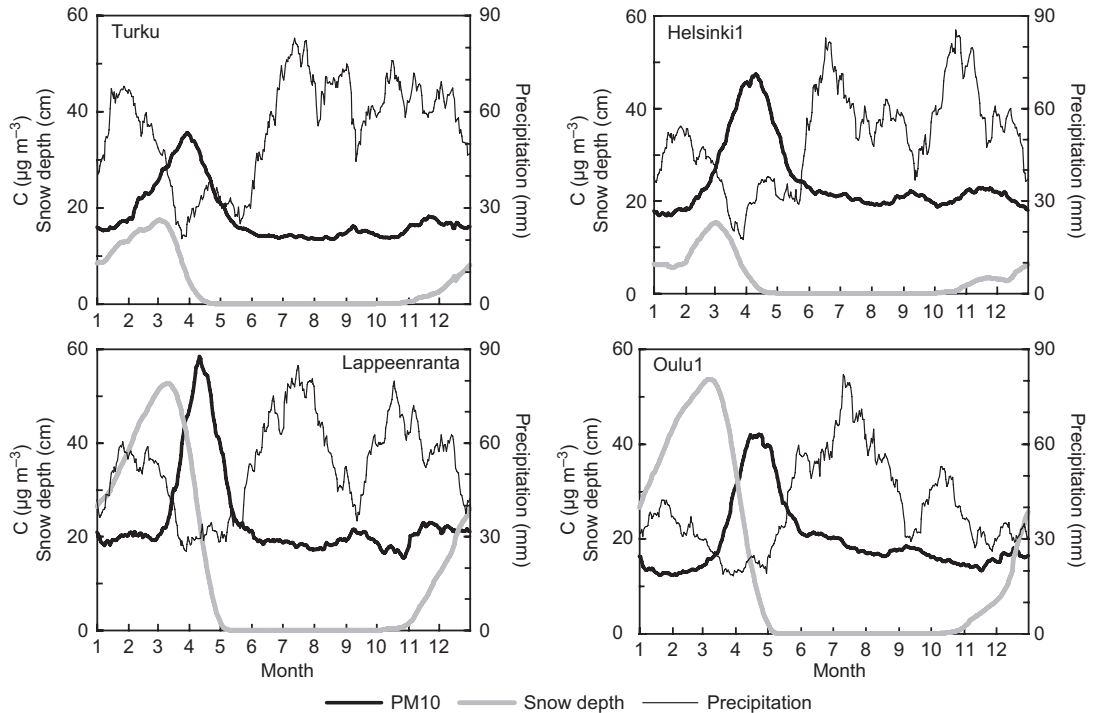 Turku
60
40
20
0
90
60
30
0
C (µg m⁻³)
Snow depth (cm)
Precipitation (mm)
1 2 3 4 5 6 7 8 9 10 11 12
Helsinki1
60
40
20
0
90
60
30
0
C (µg m⁻³)
Snow depth (cm)
Precipitation (mm)
1 2 3 4 5 6 7 8 9 10 11 12
Lappeenranta
60
40
20
0
90
60
30
0
C (µg m⁻³)
Snow depth (cm)
Precipitation (mm)
1 2 3 4 5 6 7 8 9 10 11 12
Month
Oulu1
60
40
20
0
90
60
30
0
C (µg m⁻³)
Snow depth (cm)
Precipitation (mm)
1 2 3 4 5 6 7 8 9 10 11 12
Month
PM10 Snow depth Precipitation